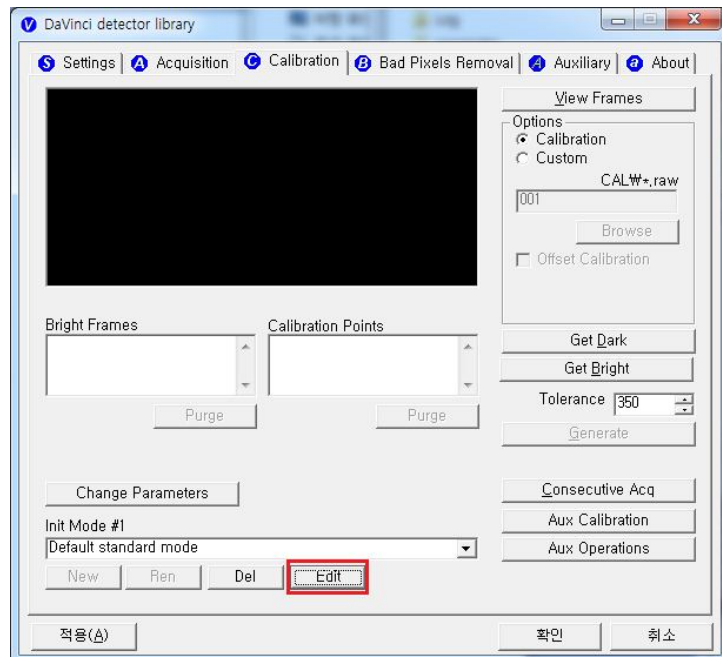 DaVinci detector library
Settings Acquisition Calibration Bad Pixels Removal Auxiliary About
View Frames
Options
Calibration
Custom
CAL₩*.raw
001
Browse
Offset Calibration
Bright Frames
Calibration Points
Purge
Purge
Get Dark
Get Bright
Tolerance 350
Generate
Change Parameters
Init Mode #1
Default standard mode
New Ren Del Edit
Consecutive Acq
Aux Calibration
Aux Operations
적용(A) 확인 취소